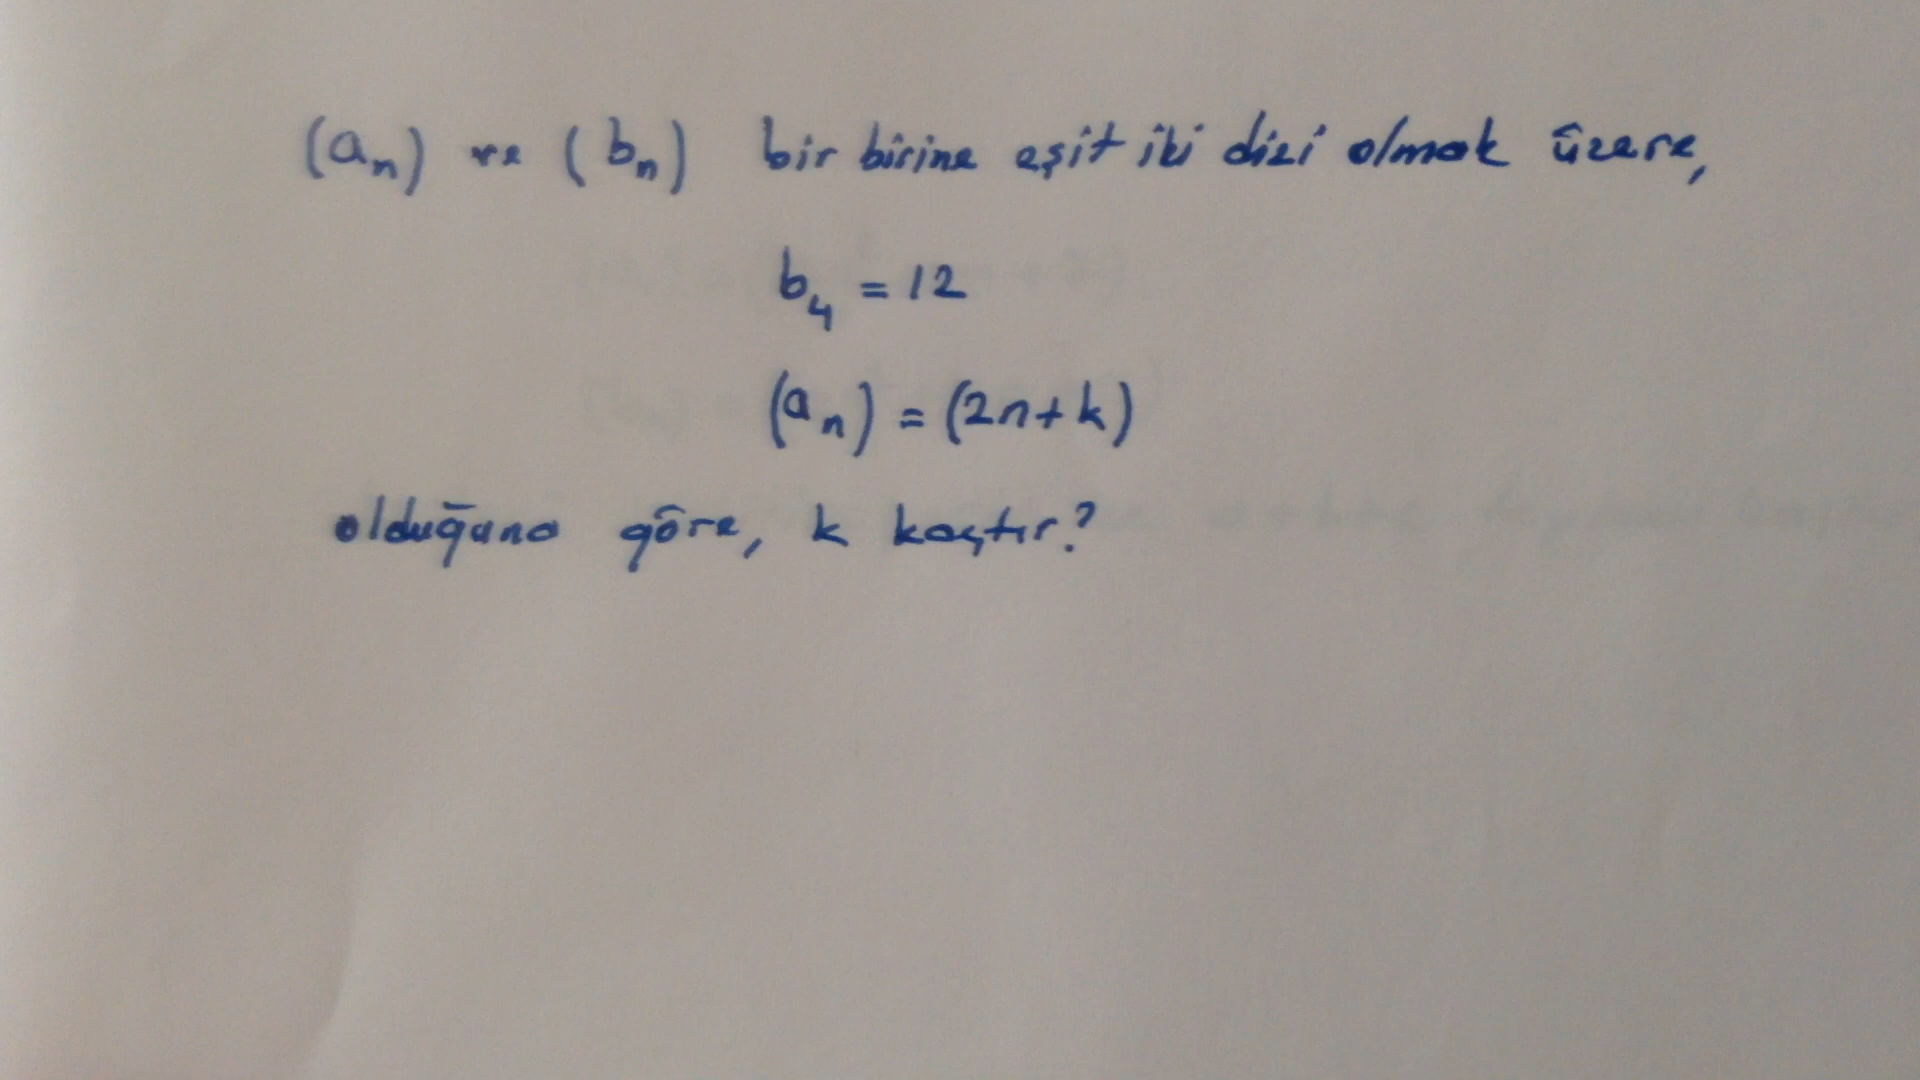 (aₙ) ve (bₙ) bir birine eşit iki dizi olmak üzere,
b₄ = 12
(aₙ) = (2n+k)
olduğuna göre, k kaçtır?